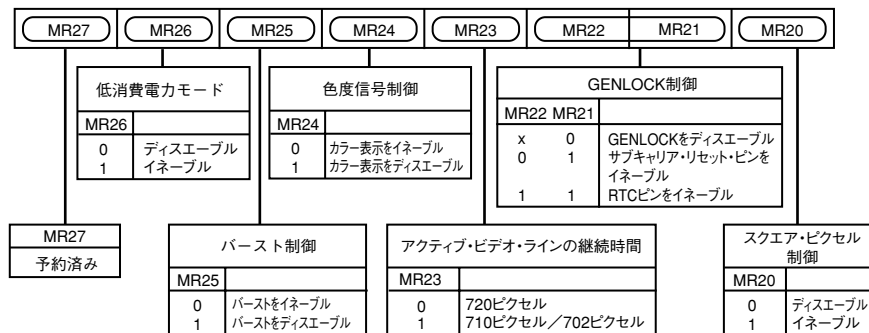 MR27 MR26 MR25 MR24 MR23 MR22 MR21 MR20
低消費電力モード
MR26
0 ディスエーブル
1 イネーブル
色度信号制御
MR24
0 カラー表示をイネーブル
1 カラー表示をディスエーブル
GENLOCK制御
MR22 MR21
x 0 GENLOCKをディスエーブル
0 1 サブキャリア・リセット・ピンを
イネーブル
1 1 RTCピンをイネーブル
MR27
予約済み
バースト制御
MR25
0 バーストをイネーブル
1 バーストをディスエーブル
アクティブ・ビデオ・ラインの継続時間
MR23
0 720ピクセル
1 710ピクセル／702ピクセル
スクエア・ピクセル
制御
MR20
0 ディスエーブル
1 イネーブル